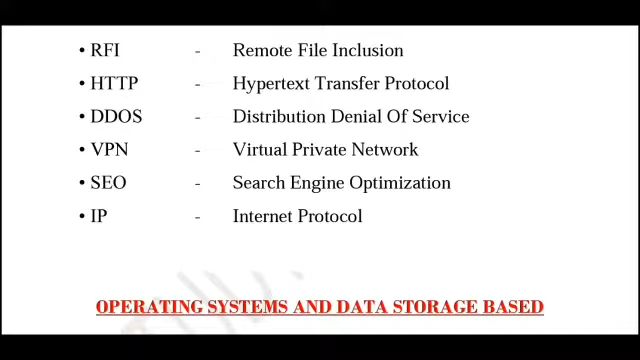 • RFI - Remote File Inclusion
• HTTP - Hypertext Transfer Protocol
• DDOS - Distribution Denial Of Service
• VPN - Virtual Private Network
• SEO - Search Engine Optimization
• IP - Internet Protocol
OPERATING SYSTEMS AND DATA STORAGE BASED